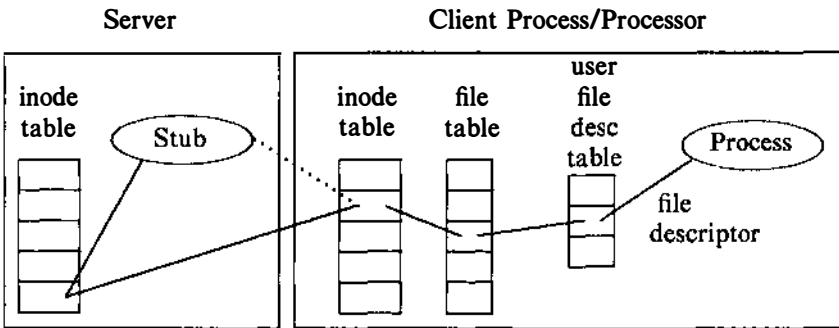 Server
Client Process/Processor
inode
table
Stub
inode
table
file
table
user
file
desc
table
Process
file
descriptor